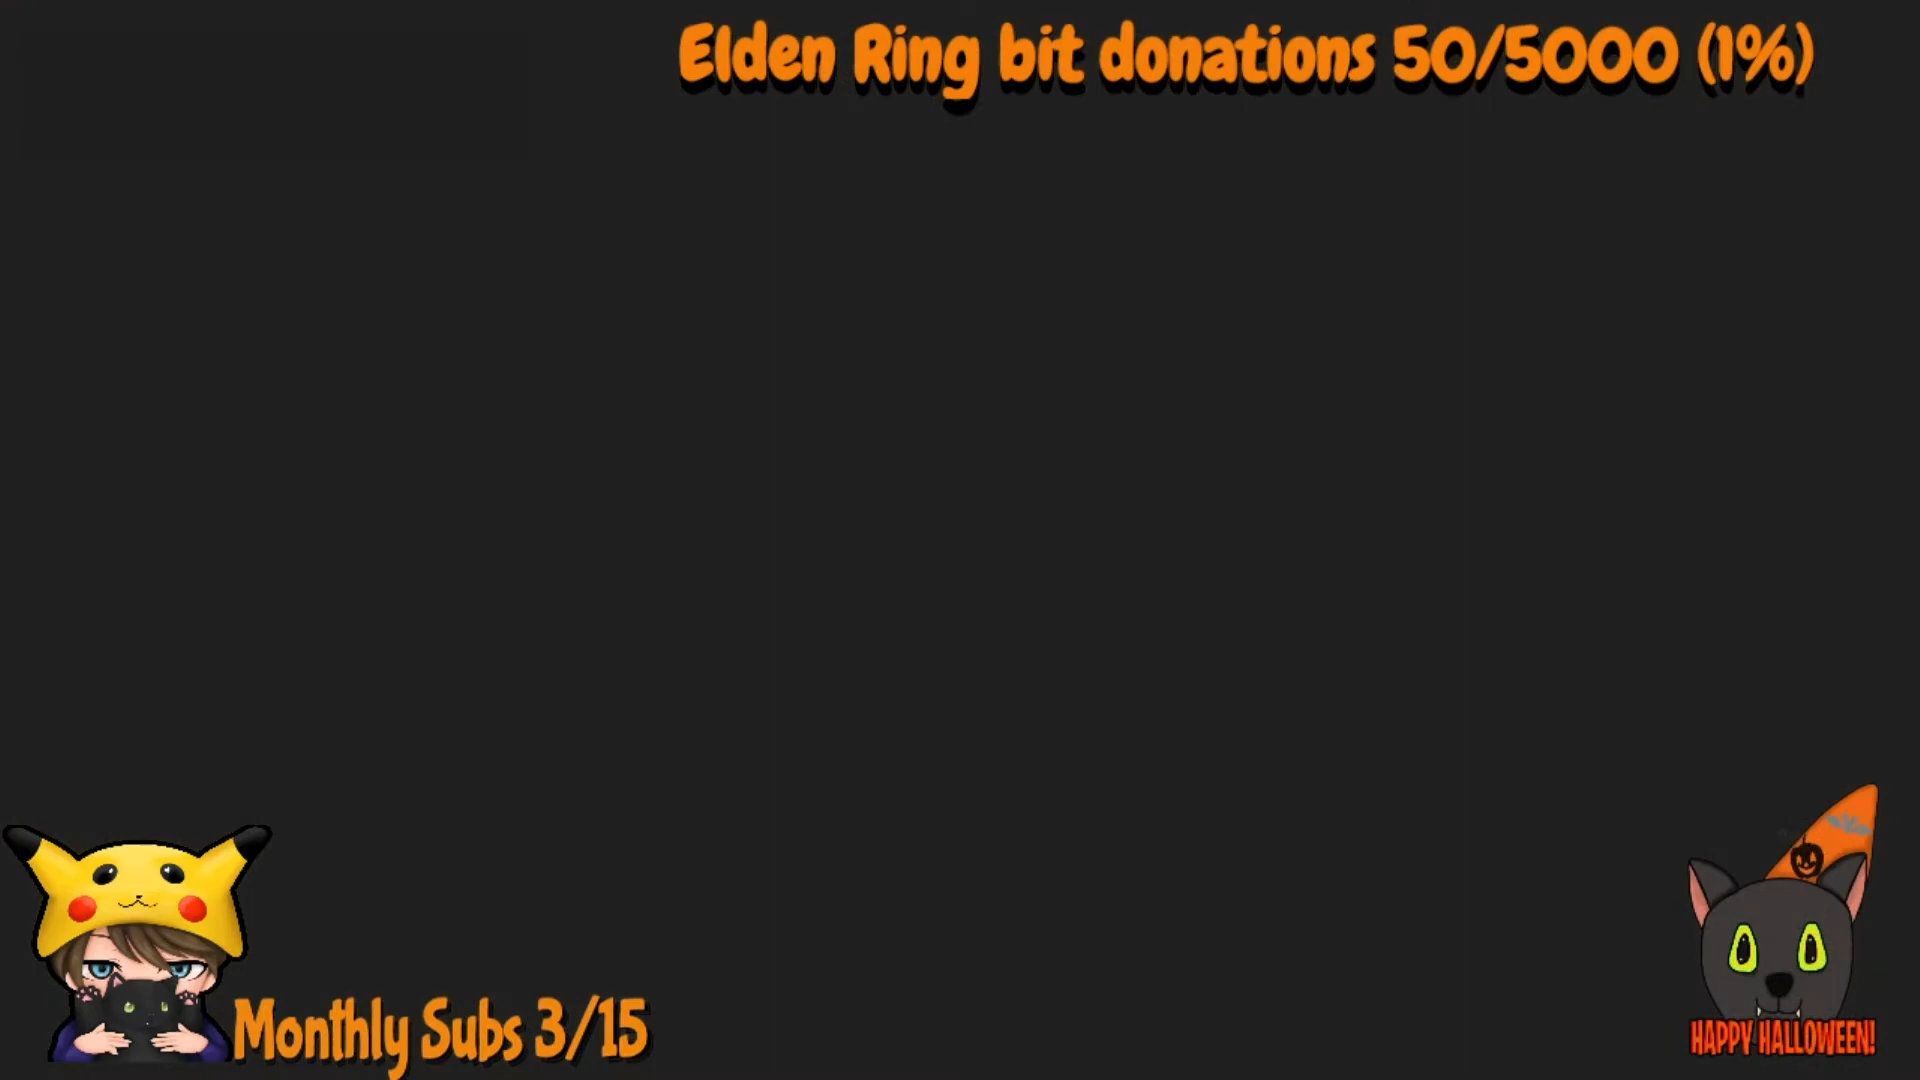 Elden Ring bit donations 50/5000 (1%)
Monthly Subs 3/15
HAPPY HALLOWEEN!